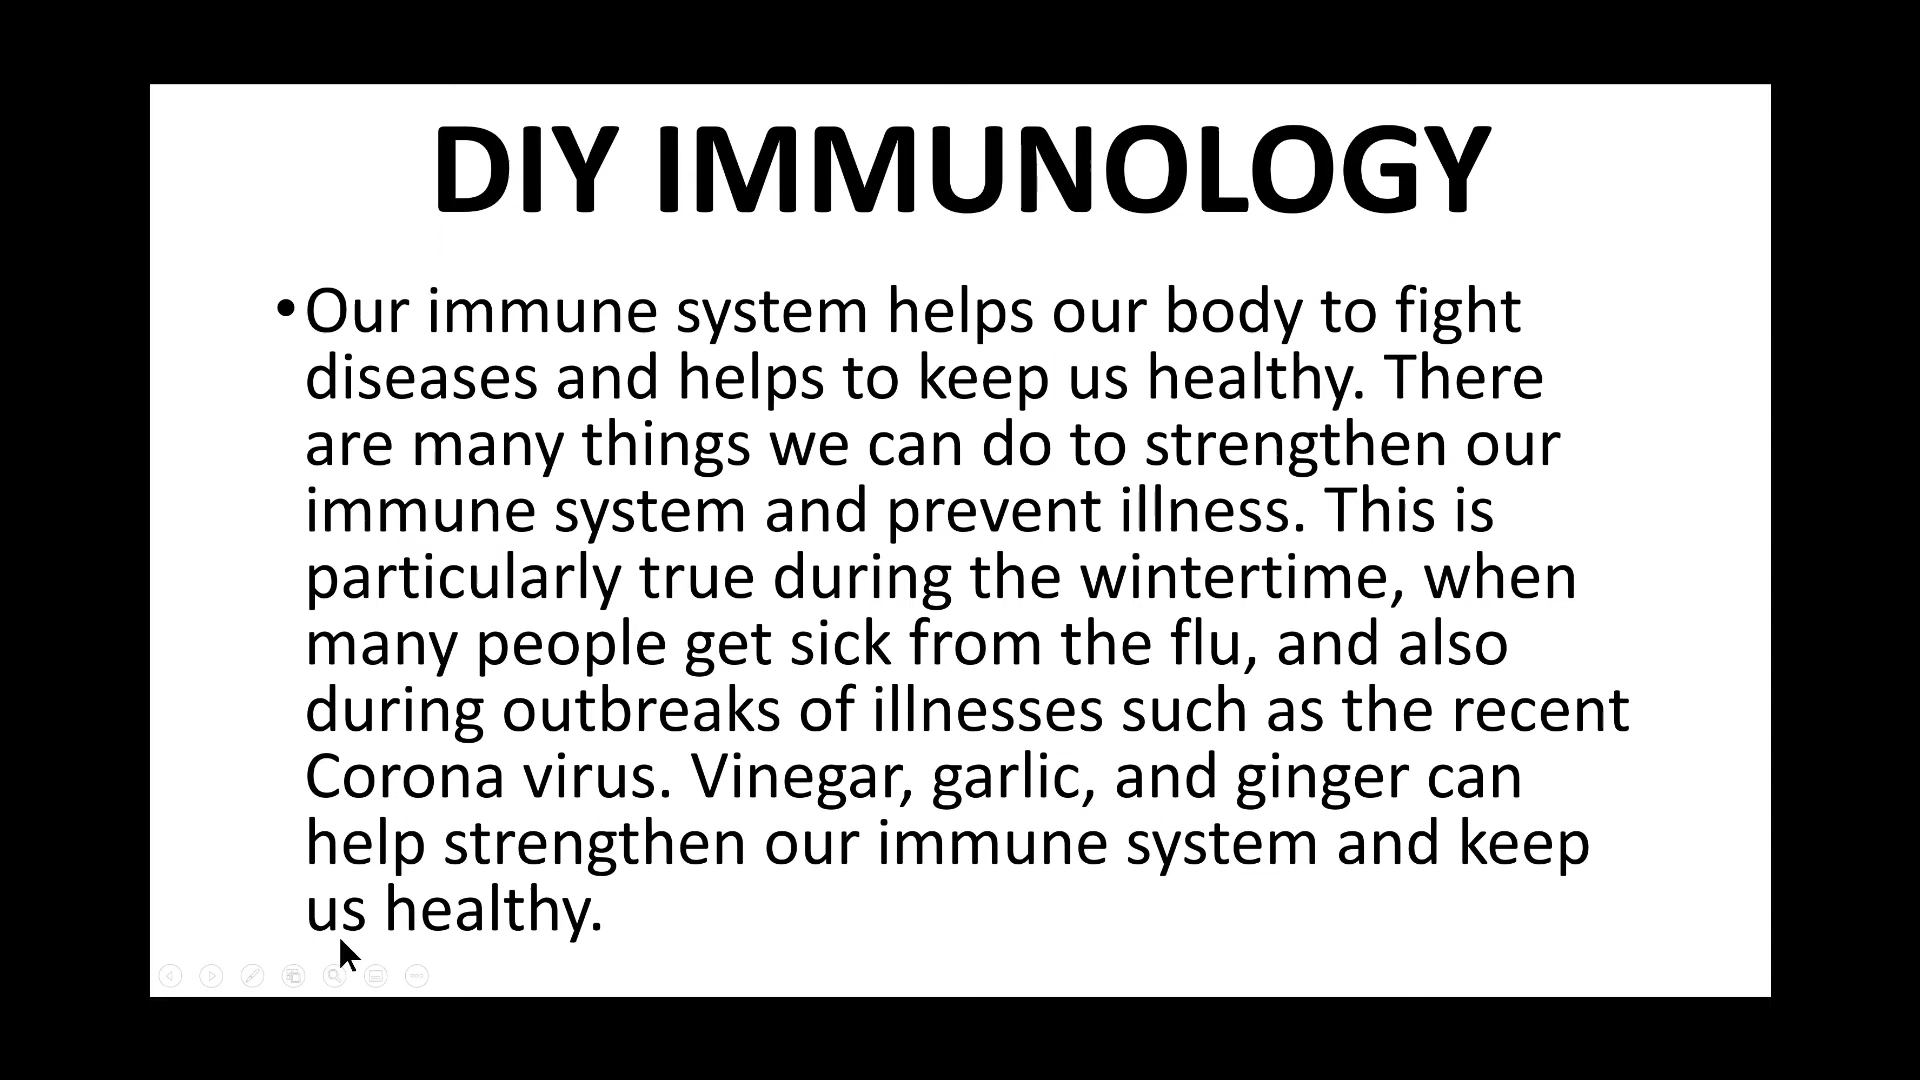 DIY IMMUNOLOGY
•Our immune system helps our body to fight
diseases and helps to keep us healthy. There
are many things we can do to strengthen our
immune system and prevent illness. This is
particularly true during the wintertime, when
many people get sick from the flu, and also
during outbreaks of illnesses such as the recent
Corona virus. Vinegar, garlic, and ginger can
help strengthen our immune system and keep
us healthy.